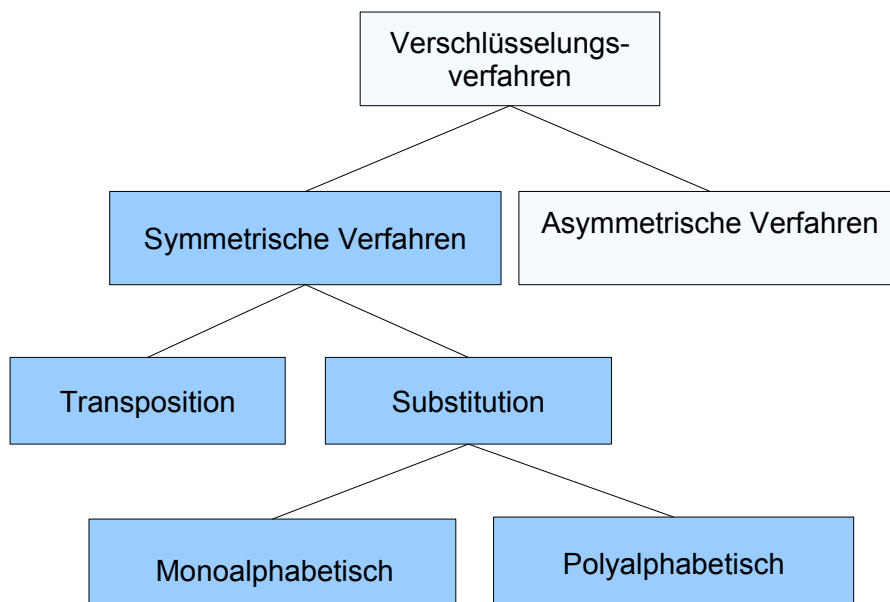 Verschlüsselungs-
verfahren
Symmetrische Verfahren
Asymmetrische Verfahren
Transposition
Substitution
Monoalphabetisch
Polyalphabetisch